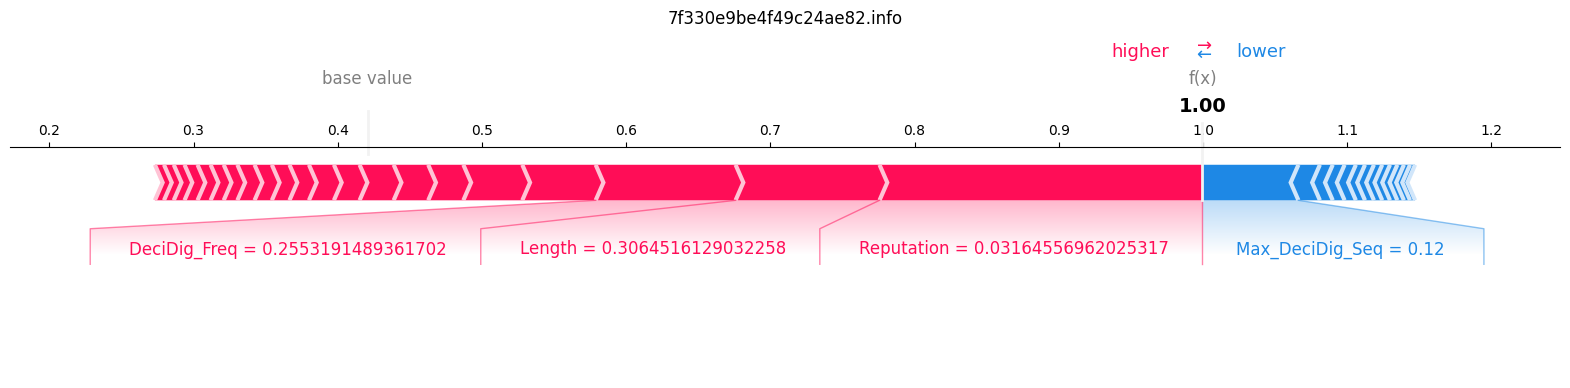 7f330e9be4f49c24ae82.info
higher ⇄ lower
base value
f(x)
1.00
0.2 0.3 0.4 0.5 0.6 0.7 0.8 0.9 1.0 1.1 1.2
DeciDig_Freq = 0.2553191489361702
Length = 0.3064516129032258
Reputation = 0.03164556962025317
Max_DeciDig_Seq = 0.12